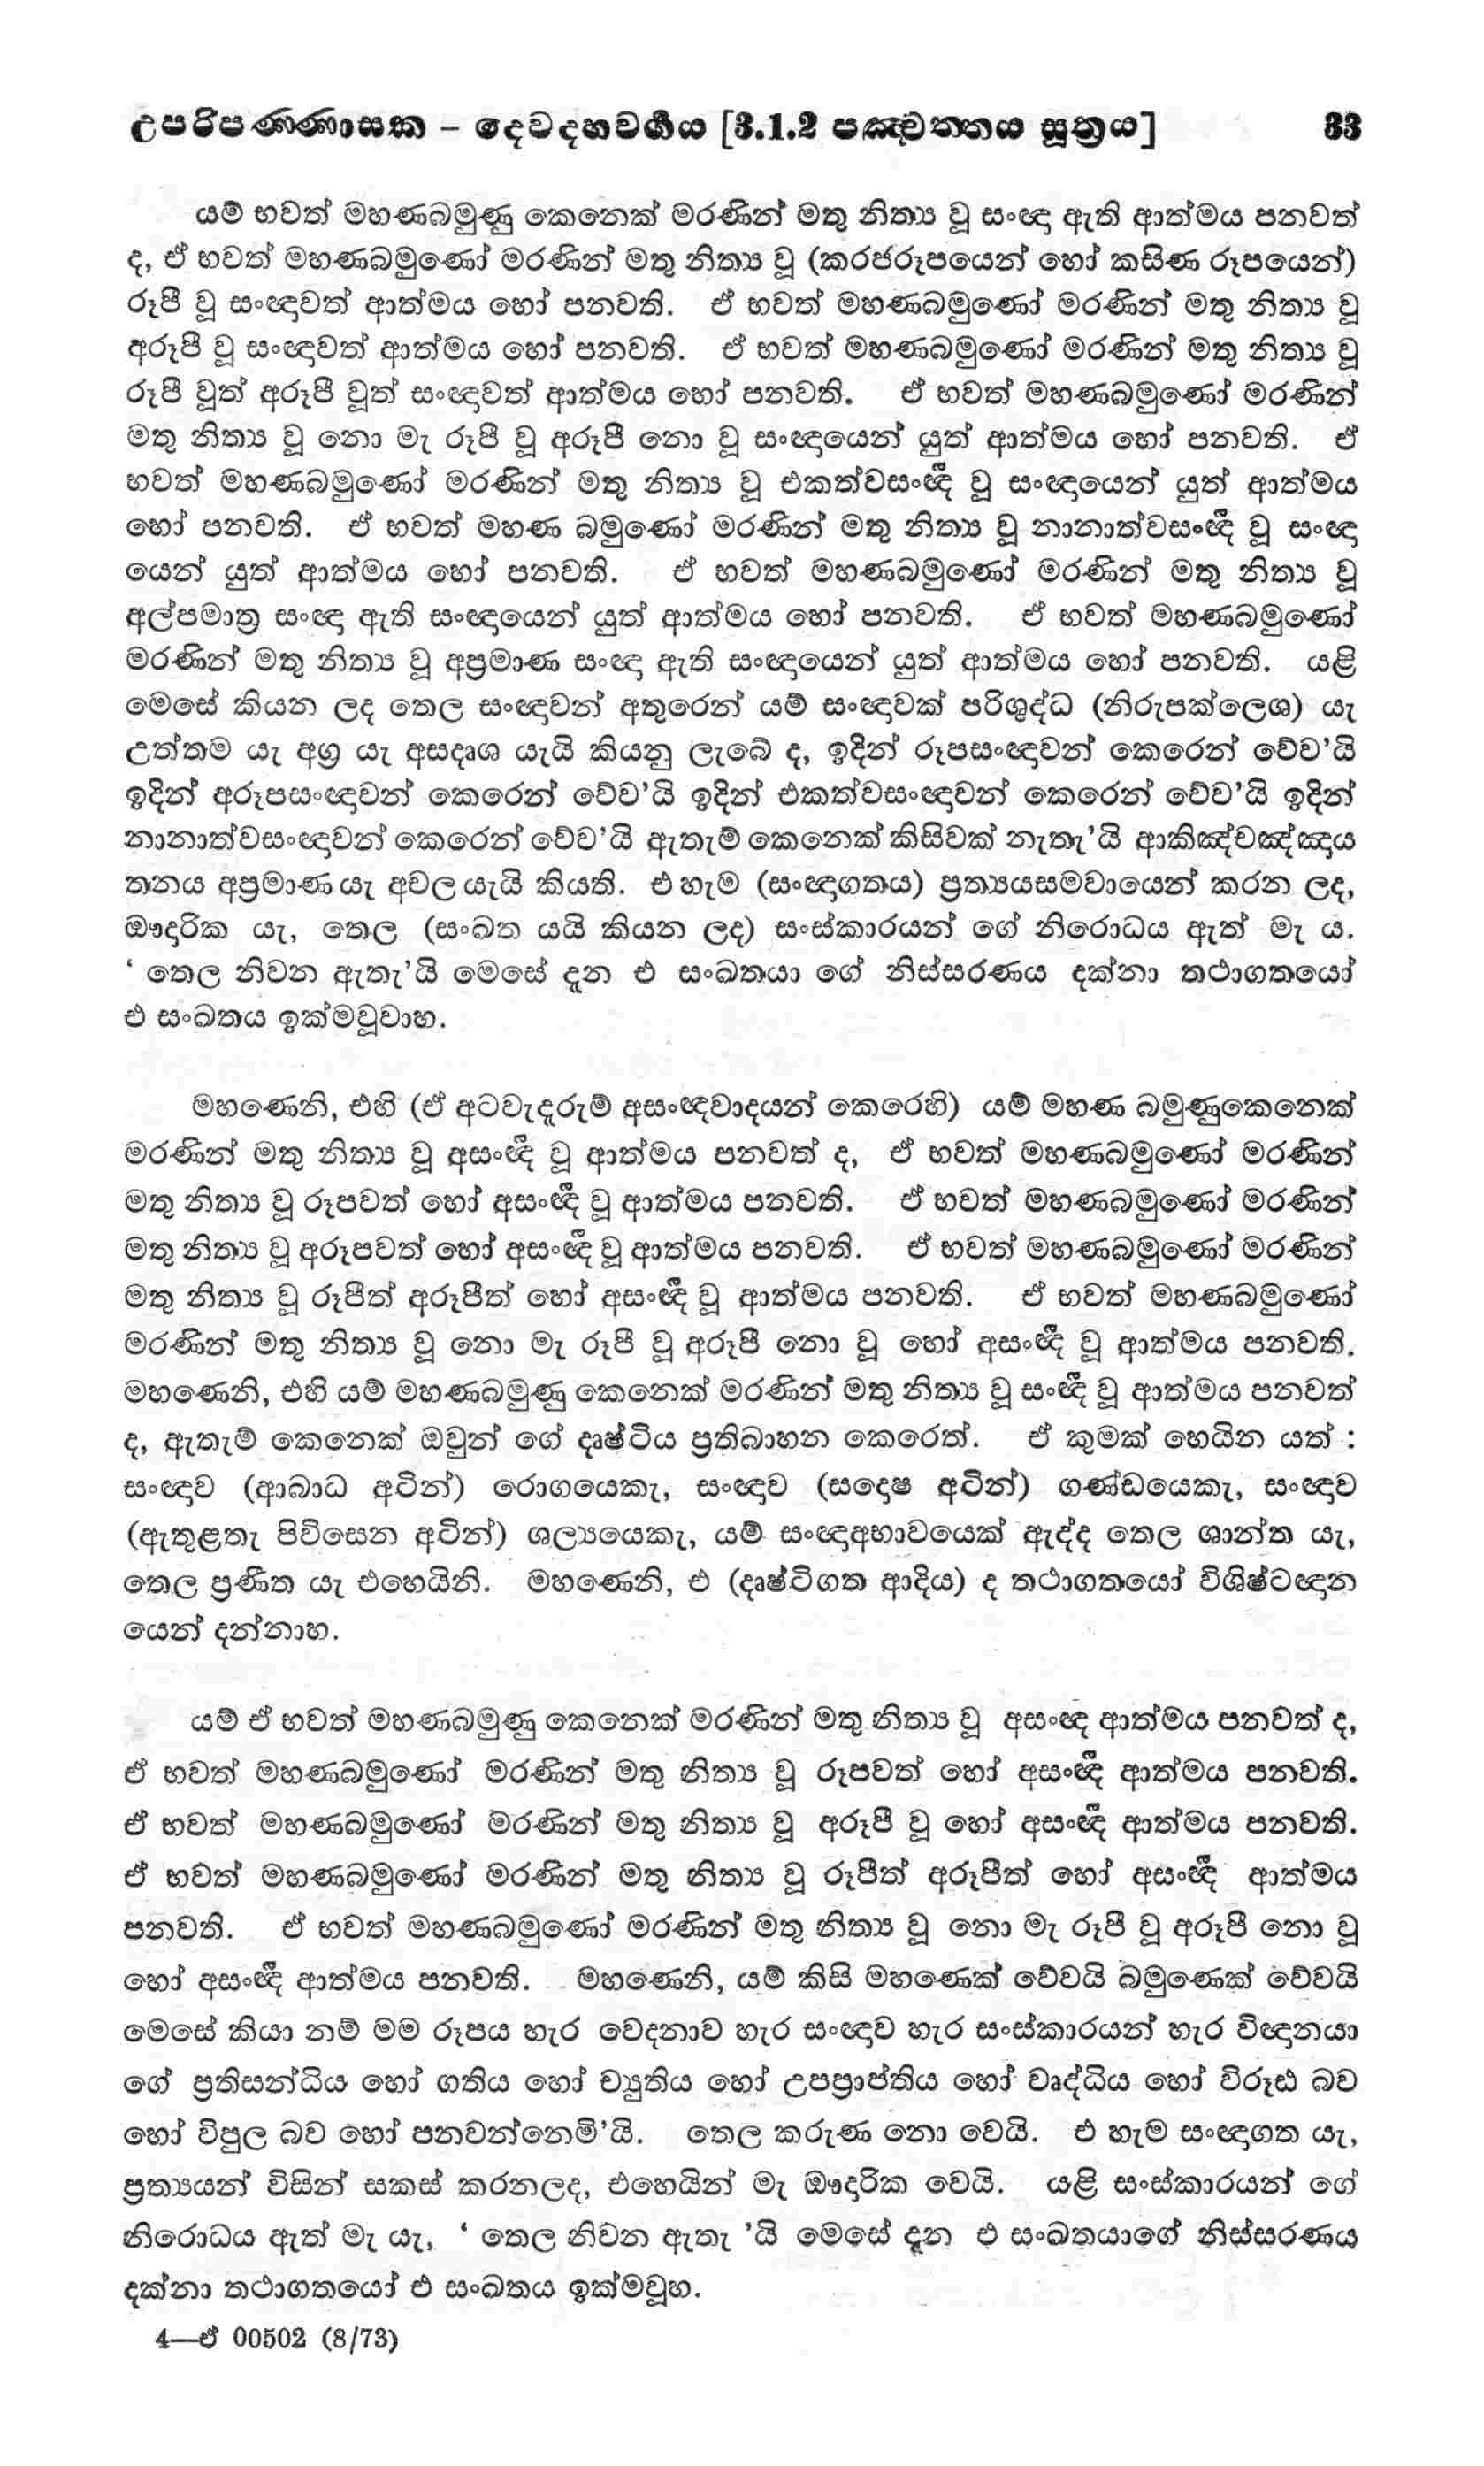 උපරිපණ්ණාසක – දෙවදහවර්ගය [3.1.2 පඤ්චත්තය සූත්‍රය] 33
යම් භවත් මහණබමුණු කෙනෙක් මරණින් මතු නිත්‍ය වූ සංඥා ඇති ආත්මය පනවත්
ද, ඒ භවත් මහණබමුණෝ මරණින් මතු නිත්‍ය වූ (කරජරූපයෙන් හෝ කසිණ රූපයෙන්)
රූපී වූ සංඥාවත් ආත්මය හෝ පනවති. ඒ භවත් මහණබමුණෝ මරණින් මතු නිත්‍ය වූ
අරූපී වූ සංඥාවත් ආත්මය හෝ පනවති. ඒ භවත් මහණබමුණෝ මරණින් මතු නිත්‍ය වූ
රූපී වූත් අරූපී වූත් සංඥාවත් ආත්මය හෝ පනවති. ඒ භවත් මහණබමුණෝ මරණින්
මතු නිත්‍ය වූ නො මැ රූපී වූ අරූපී නො වූ සංඥායෙන් යුත් ආත්මය හෝ පනවති. ඒ
භවත් මහණබමුණෝ මරණින් මතු නිත්‍ය වූ එකත්වසංඥී වූ සංඥායෙන් යුත් ආත්මය
හෝ පනවති. ඒ භවත් මහණ බමුණෝ මරණින් මතු නිත්‍ය වූ නානාත්වසංඥී වූ සංඥා
යෙන් යුත් ආත්මය හෝ පනවති. ඒ භවත් මහණබමුණෝ මරණින් මතු නිත්‍ය වූ
අල්පමාත්‍ර සංඥා ඇති සංඥායෙන් යුත් ආත්මය හෝ පනවති. ඒ භවත් මහණබමුණෝ
මරණින් මතු නිත්‍ය වූ අප්‍රමාණ සංඥා ඇති සංඥායෙන් යුත් ආත්මය හෝ පනවති. යළි
මෙසේ කියන ලද තෙල සංඥාවන් අතුරෙන් යම් සංඥාවක් පරිශුද්ධ (නිරුපක්ලෙශ) යැ
උත්තම යැ අග්‍ර යැ අසදෘශ යැයි කියනු ලැබේ ද, ඉදින් රූපසංඥාවන් කෙරෙන් වේව'යි
ඉදින් අරූපසංඥාවන් කෙරෙන් වේව'යි ඉදින් එකත්වසංඥාවන් කෙරෙන් වේව'යි ඉදින්
නානාත්වසංඥාවන් කෙරෙන් වේව'යි ඇතැම් කෙනෙක් කිසිවක් නැතැ'යි ආකිඤ්චඤ්ඤාය
තනය අප්‍රමාණ යැ අචල යැයි කියති. එ හැම (සංඥාගතය) ප්‍රත්‍යයසමවායෙන් කරන ලද,
ඖදරික යැ, තෙල (සංඛත යයි කියන ලද) සංස්කාරයන් ගේ නිරොධය ඇත් මැ ය.
‘ තෙල නිවන ඇතැ’යි මෙසේ දැන එ සංඛතයා ගේ නිස්සරණය දක්නා තථාගතයෝ
එ සංඛතය ඉක්මවූවාහ.
මහණෙනි, එහි (ඒ අටවැදෑරුම් අසංඥවාදයන් කෙරෙහි) යම් මහණ බමුණුකෙනෙක්
මරණින් මතු නිත්‍ය වූ අසංඥී වූ ආත්මය පනවත් ද, ඒ භවත් මහණබමුණෝ මරණින්
මතු නිත්‍ය වූ රූපවත් හෝ අසංඥී වූ ආත්මය පනවති. ඒ භවත් මහණබමුණෝ මරණින්
මතු නිත්‍ය වූ අරූපවත් හෝ අසංඥී වූ ආත්මය පනවති. ඒ භවත් මහණබමුණෝ මරණින්
මතු නිත්‍ය වූ රූපීත් අරූපීත් හෝ අසංඥී වූ ආත්මය පනවති. ඒ භවත් මහණබමුණෝ
මරණින් මතු නිත්‍ය වූ නො මැ රූපී වූ අරූපී නො වූ හෝ අසංඥී වූ ආත්මය පනවති.
මහණෙනි, එහි යම් මහණබමුණු කෙනෙක් මරණින් මතු නිත්‍ය වූ සංඥී වූ ආත්මය පනවත්
ද, ඇතැම් කෙනෙක් ඔවුන් ගේ දෘෂ්ටිය ප්‍රතිබාහන කෙරෙත්. ඒ කුමක් හෙයින යත් :
සංඥාව (ආබාධ අටින්) රොගයෙකැ, සංඥාව (සදොෂ අටින්) ගණ්ඩයෙකැ, සංඥාව
(ඇතුළතැ පිවිසෙන අටින්) ශල්‍යයෙකැ, යම් සංඥාඅභාවයෙක් ඇද්ද තෙල ශාන්ත යැ,
තෙල ප්‍රණීත යැ එහෙයිනි. මහණෙනි, එ (දෘෂ්ටිගත ආදිය) ද තථාගතයෝ විශිෂ්ටඥාන
යෙන් දන්නාහ.
යම් ඒ භවත් මහණබමුණු කෙනෙක් මරණින් මතු නිත්‍ය වූ අසංඥ ආත්මය පනවත් ද,
ඒ භවත් මහණබමුණෝ මරණින් මතු නිත්‍ය වූ රූපවත් හෝ අසංඥී ආත්මය පනවති.
ඒ භවත් මහණබමුණෝ මරණින් මතු නිත්‍ය වූ අරූපී වූ හෝ අසංඥී ආත්මය පනවති.
ඒ භවත් මහණබමුණෝ මරණින් මතු නිත්‍ය වූ රූපීත් අරූපීත් හෝ අසංඥී ආත්මය
පනවති. ඒ භවත් මහණබමුණෝ මරණින් මතු නිත්‍ය වූ නො මැ රූපී වූ අරූපී නො වූ
හෝ අසංඥී ආත්මය පනවති. මහණෙනි, යම් කිසි මහණෙක් වේවයි බමුණෙක් වේවයි
මෙසේ කියා නම් මම රූපය හැර වෙදනාව හැර සංඥාව හැර සංස්කාරයන් හැර විඥානයා
ගේ ප්‍රතිසන්ධිය හෝ ගතිය හෝ ච්‍යුතිය හෝ උපප්‍රාප්තිය හෝ වෘද්ධිය හෝ විරූඪ බව
හෝ විපුල බව හෝ පනවන්නෙමි'යි. තෙල කරුණ නො වෙයි. එ හැම සංඥාගත යැ,
ප්‍රත්‍යයන් විසින් සකස් කරනලද, එහෙයින් මැ ඖදරික වෙයි. යළි සංස්කාරයන් ගේ
නිරොධය ඇත් මැ යැ, ‘ තෙල නිවන ඇතැ ’යි මෙසේ දැන එ සංඛතයාගේ නිස්සරණය
දක්නා තථාගතයෝ එ සංඛතය ඉක්මවූහ.
4—ඒ 00502 (8/73)